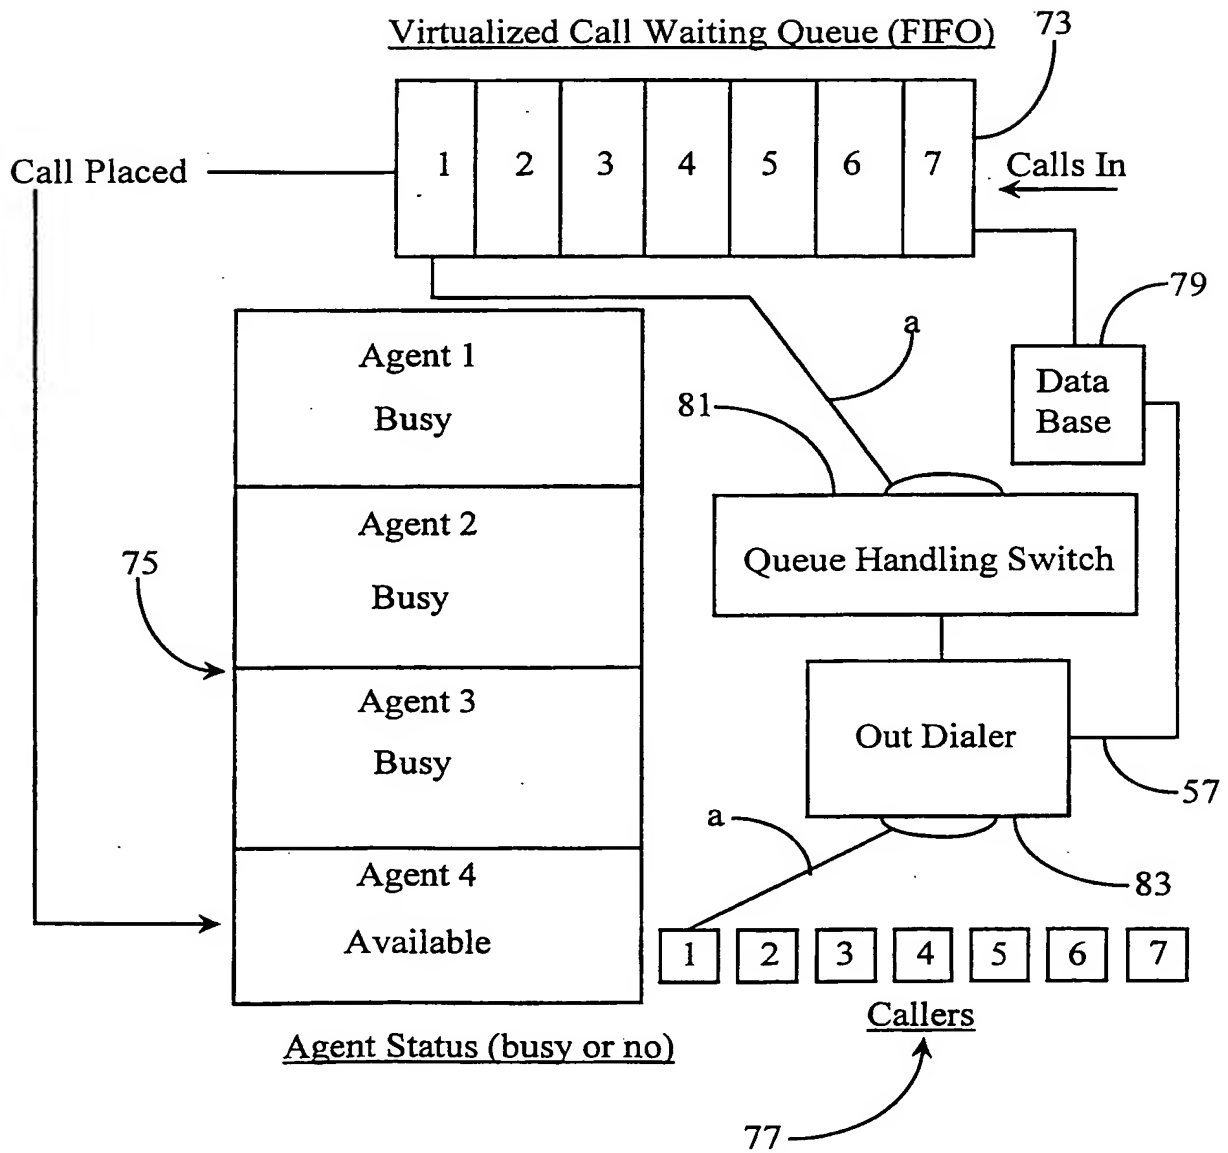 Virtualized Call Waiting Queue (FIFO)
73
Call Placed
1 2 3 4 5 6 7
Calls In
79
a
Data
Base
81
Agent 1
Busy
Queue Handling Switch
Agent 2
Busy
75
Out Dialer
57
Agent 3
Busy
a
83
Agent 4
Available
1 2 3 4 5 6 7
Callers
Agent Status (busy or no)
77